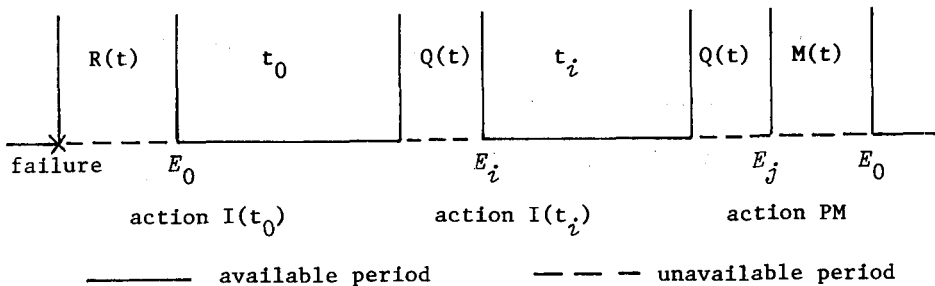 R(t) t₀ Q(t) tᵢ Q(t) M(t)
failure E₀ Eᵢ Eⱼ E₀
action I(t₀) action I(tᵢ) action PM
available period unavailable period